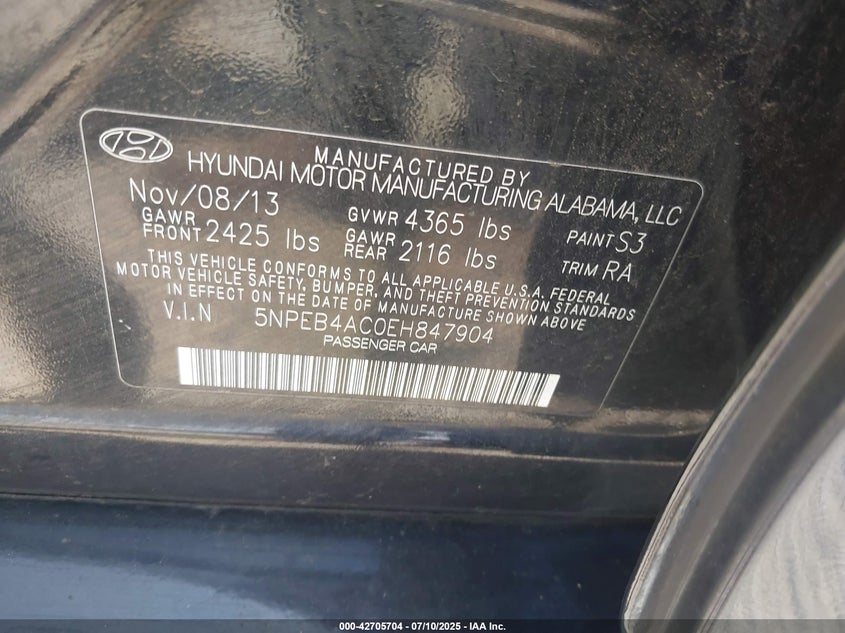 MANUFACTURED BY
HYUNDAI MOTOR MANUFACTURING ALABAMA, LLC
Nov/08/13 GVWR 4365 lbs PAINT S3
GAWR FRONT 2425 lbs GAWR REAR 2116 lbs TRIM RA
THIS VEHICLE CONFORMS TO ALL APPLICABLE U.S.A. FEDERAL
MOTOR VEHICLE SAFETY, BUMPER, AND THEFT PREVENTION STANDARDS
IN EFFECT ON THE DATE OF MANUFACTURE SHOWN ABOVE
V.I.N 5NPEB4AC0EH847904
PASSENGER CAR
000-42705704 - 07/10/2025 - IAA Inc.